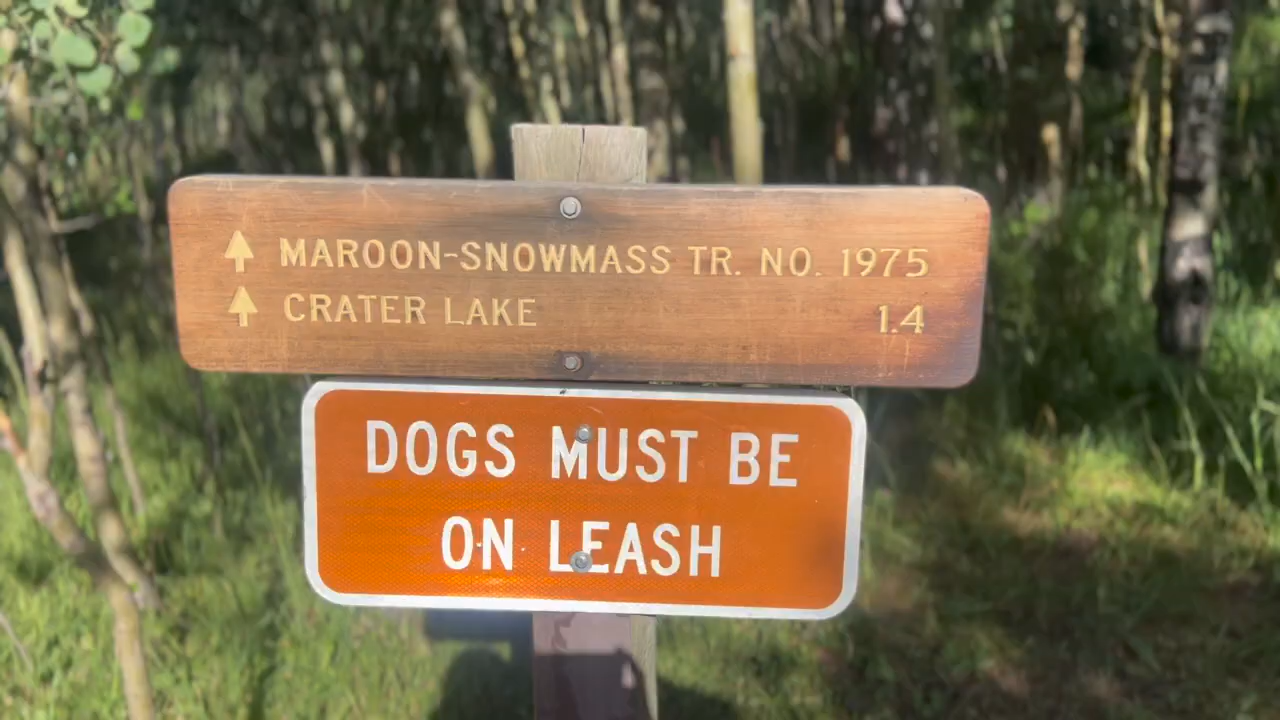 MAROON-SNOWMASS TR. NO. 1975
CRATER LAKE 1.4
DOGS MUST BE
ON LEASH